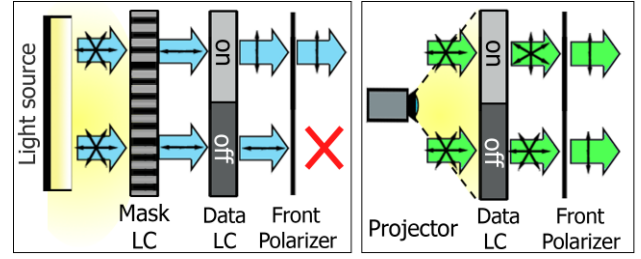 Light source
on
off
Mask
LC
Data
LC
Front
Polarizer
on
off
Projector
Data
LC
Front
Polarizer